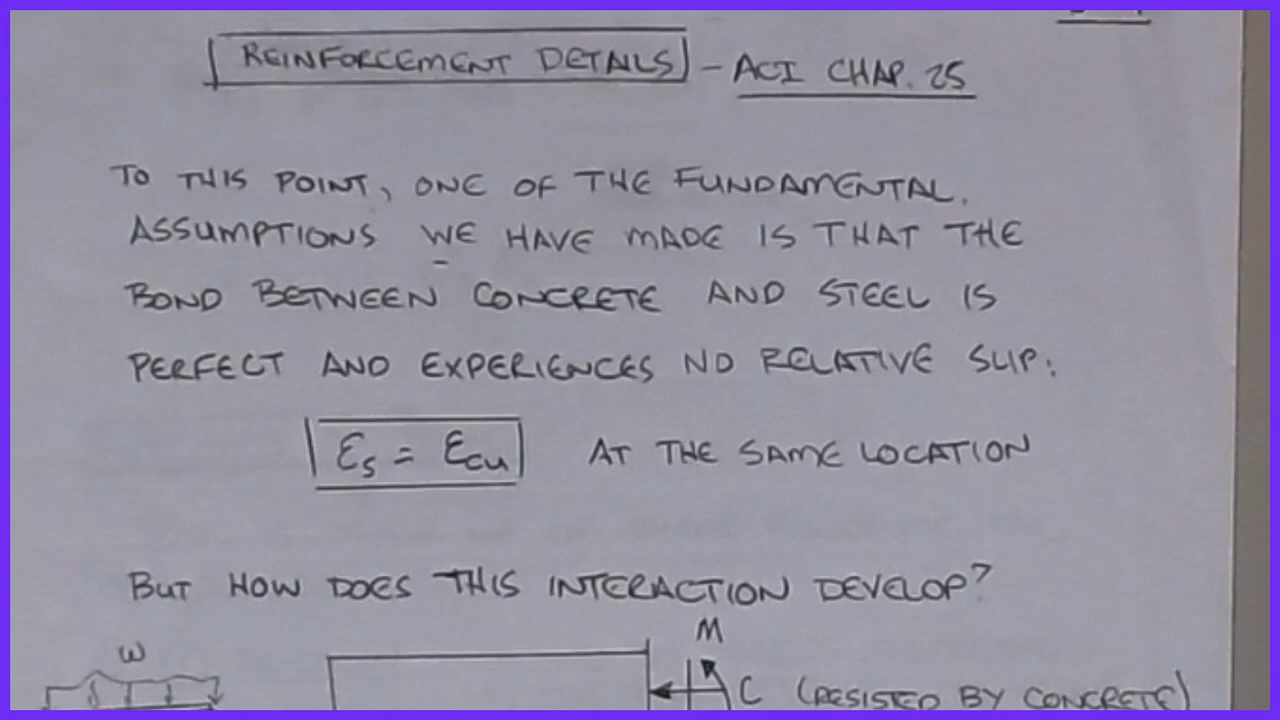 REINFORCEMENT DETAILS - ACI CHAP. 25
TO THIS POINT, ONE OF THE FUNDAMENTAL
ASSUMPTIONS WE HAVE MADE IS THAT THE
BOND BETWEEN CONCRETE AND STEEL IS
PERFECT AND EXPERIENCES NO RELATIVE SLIP:
εs = εcu AT THE SAME LOCATION
BUT HOW DOES THIS INTERACTION DEVELOP?
M
W
C (RESISTED BY CONCRETE)